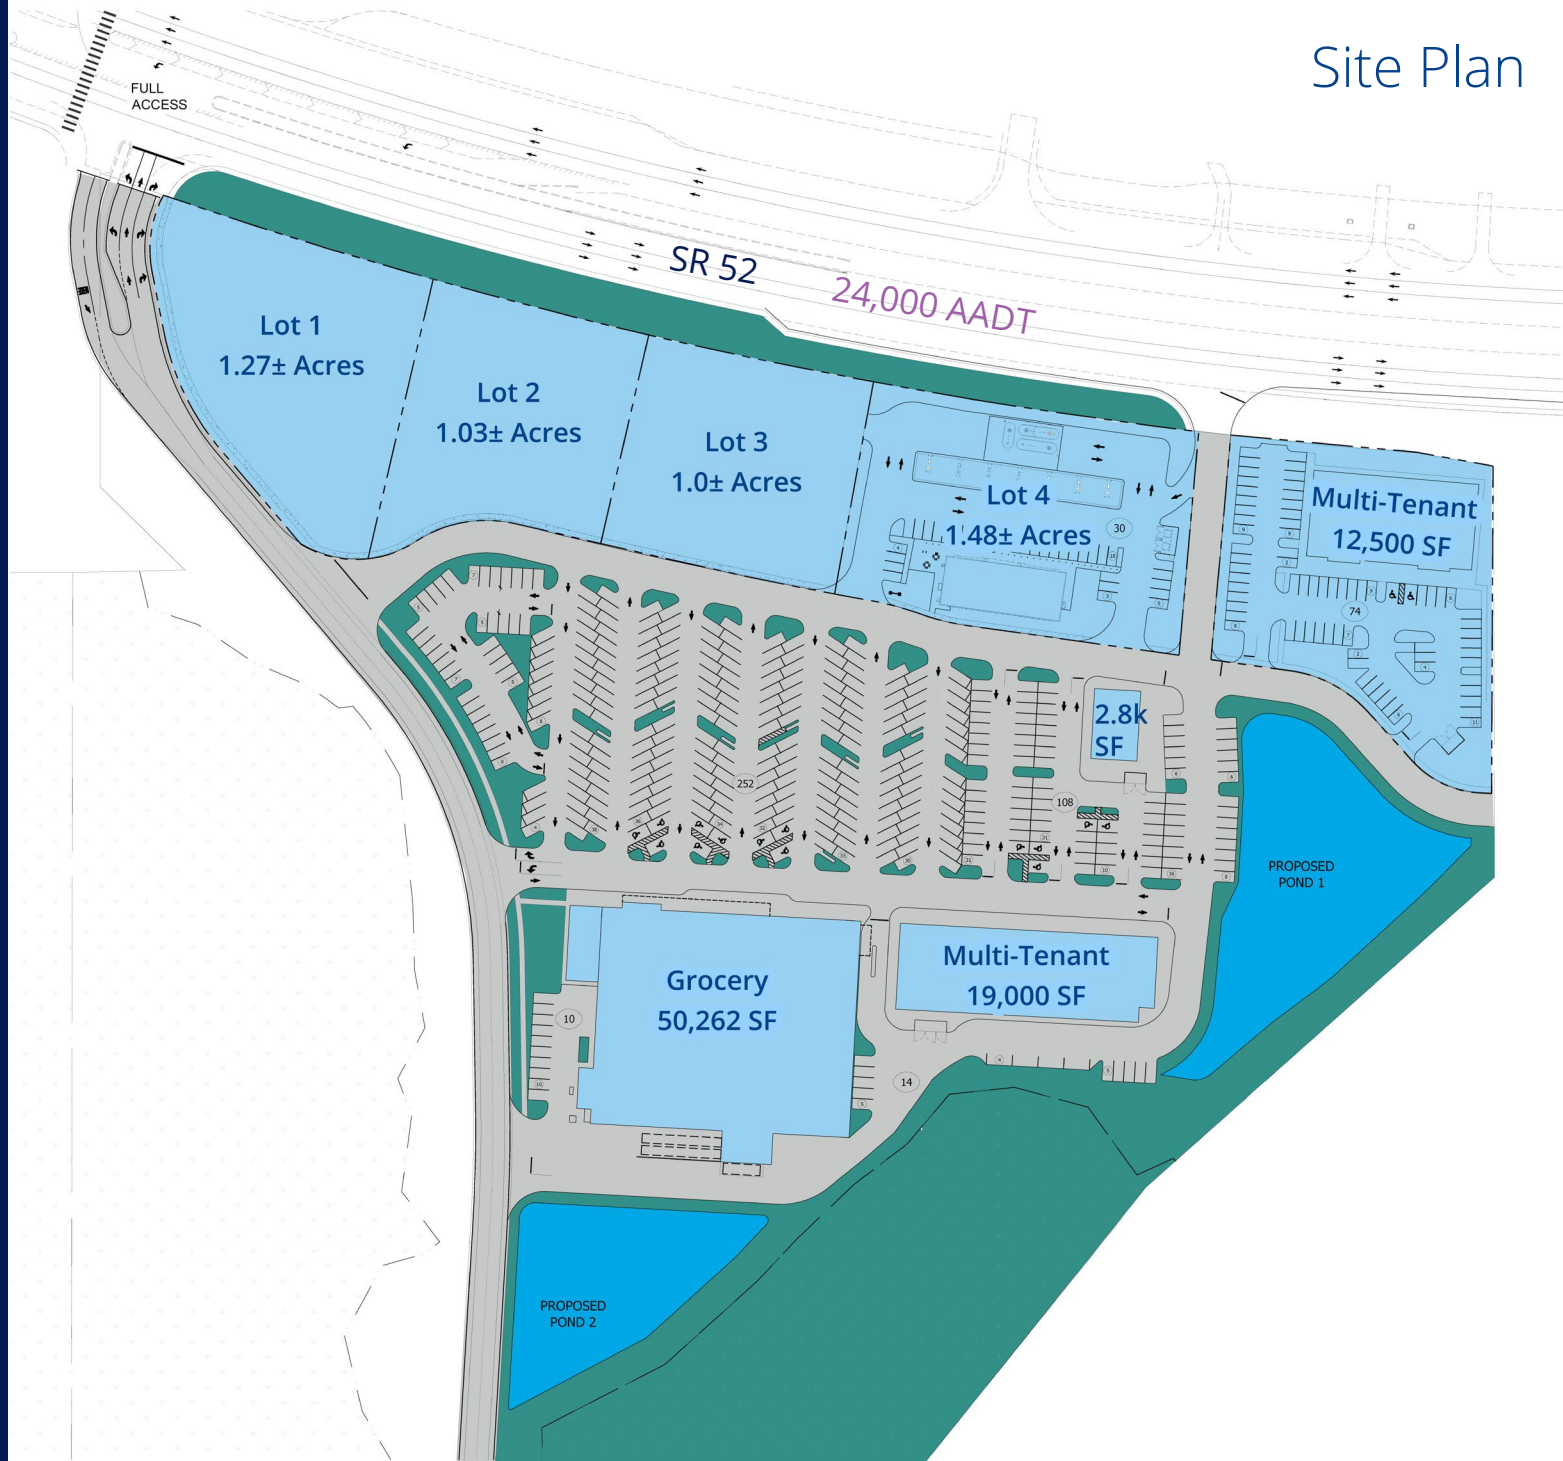 Site Plan
FULL
ACCESS
SR 52
24,000 AADT
Lot 1
1.27± Acres
Lot 2
1.03± Acres
Lot 3
1.0± Acres
Lot 4
1.48± Acres
30
Multi-Tenant
12,500 SF
74
2.8k
SF
252
108
PROPOSED
POND 1
Grocery
50,262 SF
Multi-Tenant
19,000 SF
10
14
PROPOSED
POND 2